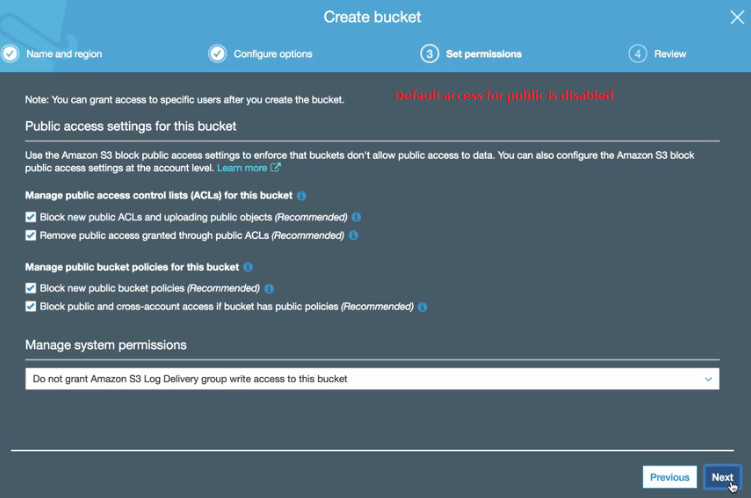 Create bucket
Name and region
Configure options
3 Set permissions
4 Review
Note: You can grant access to specific users after you create the bucket.
Default access for public is disabled
Public access settings for this bucket
Use the Amazon S3 block public access settings to enforce that buckets don't allow public access to data. You can also configure the Amazon S3 block
public access settings at the account level. Learn more
Manage public access control lists (ACLs) for this bucket
Block new public ACLs and uploading public objects (Recommended)
Remove public access granted through public ACLs (Recommended)
Manage public bucket policies for this bucket
Block new public bucket policies (Recommended)
Block public and cross-account access if bucket has public policies (Recommended)
Manage system permissions
Do not grant Amazon S3 Log Delivery group write access to this bucket
Previous
Next